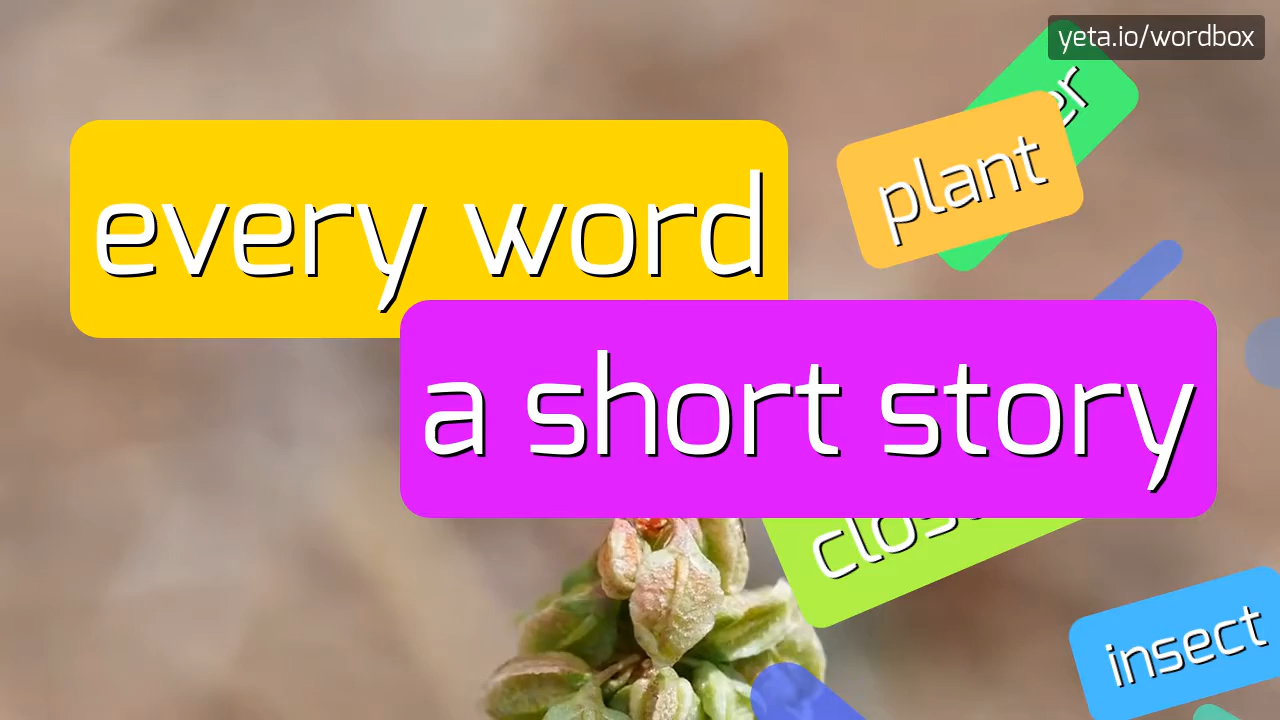 yeta.io/wordbox
plant
every word
a short story
insect